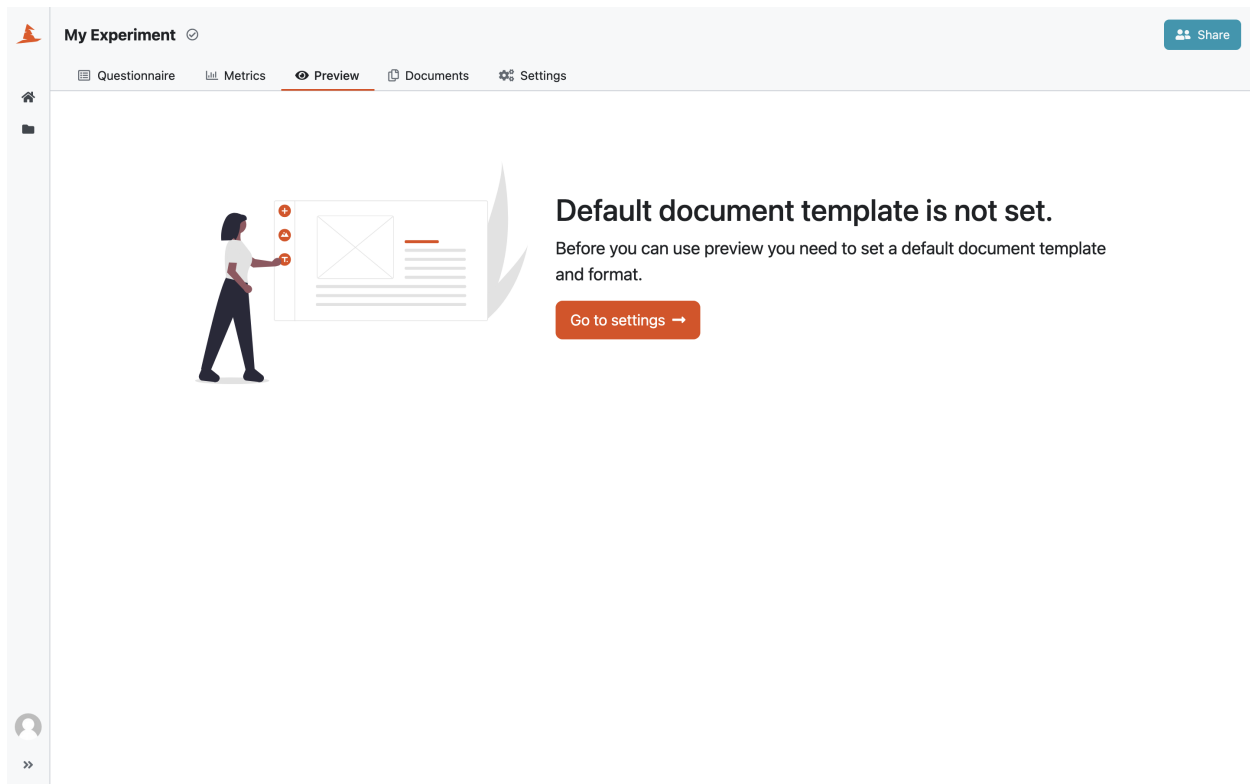 My Experiment
Share
Questionnaire
Metrics
Preview
Documents
Settings
Default document template is not set.
Before you can use preview you need to set a default document template
and format.
Go to settings